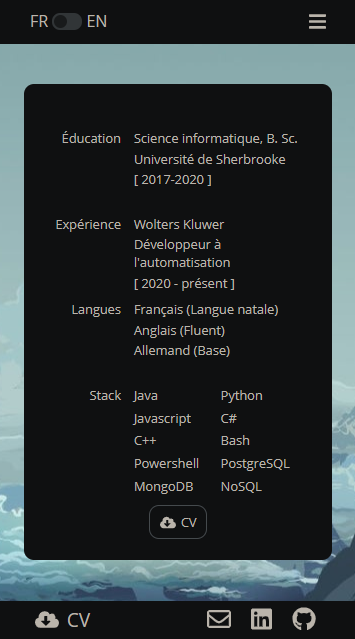 FR EN
Éducation Science informatique, B. Sc.
Université de Sherbrooke
[ 2017-2020 ]
Expérience Wolters Kluwer
Développeur à
l'automatisation
[ 2020 - présent ]
Langues Français (Langue natale)
Anglais (Fluent)
Allemand (Base)
Stack Java Python
Javascript C#
C++ Bash
Powershell PostgreSQL
MongoDB NoSQL
CV
CV